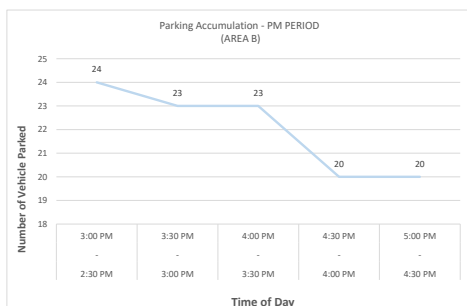 Parking Accumulation - PM PERIOD
(AREA B)
Number of Vehicle Parked
25
24
23
22
21
20
19
18
24
23
23
20
20
3:00 PM 3:30 PM 4:00 PM 4:30 PM 5:00 PM
- - - - -
2:30 PM 3:00 PM 3:30 PM 4:00 PM 4:30 PM
Time of Day